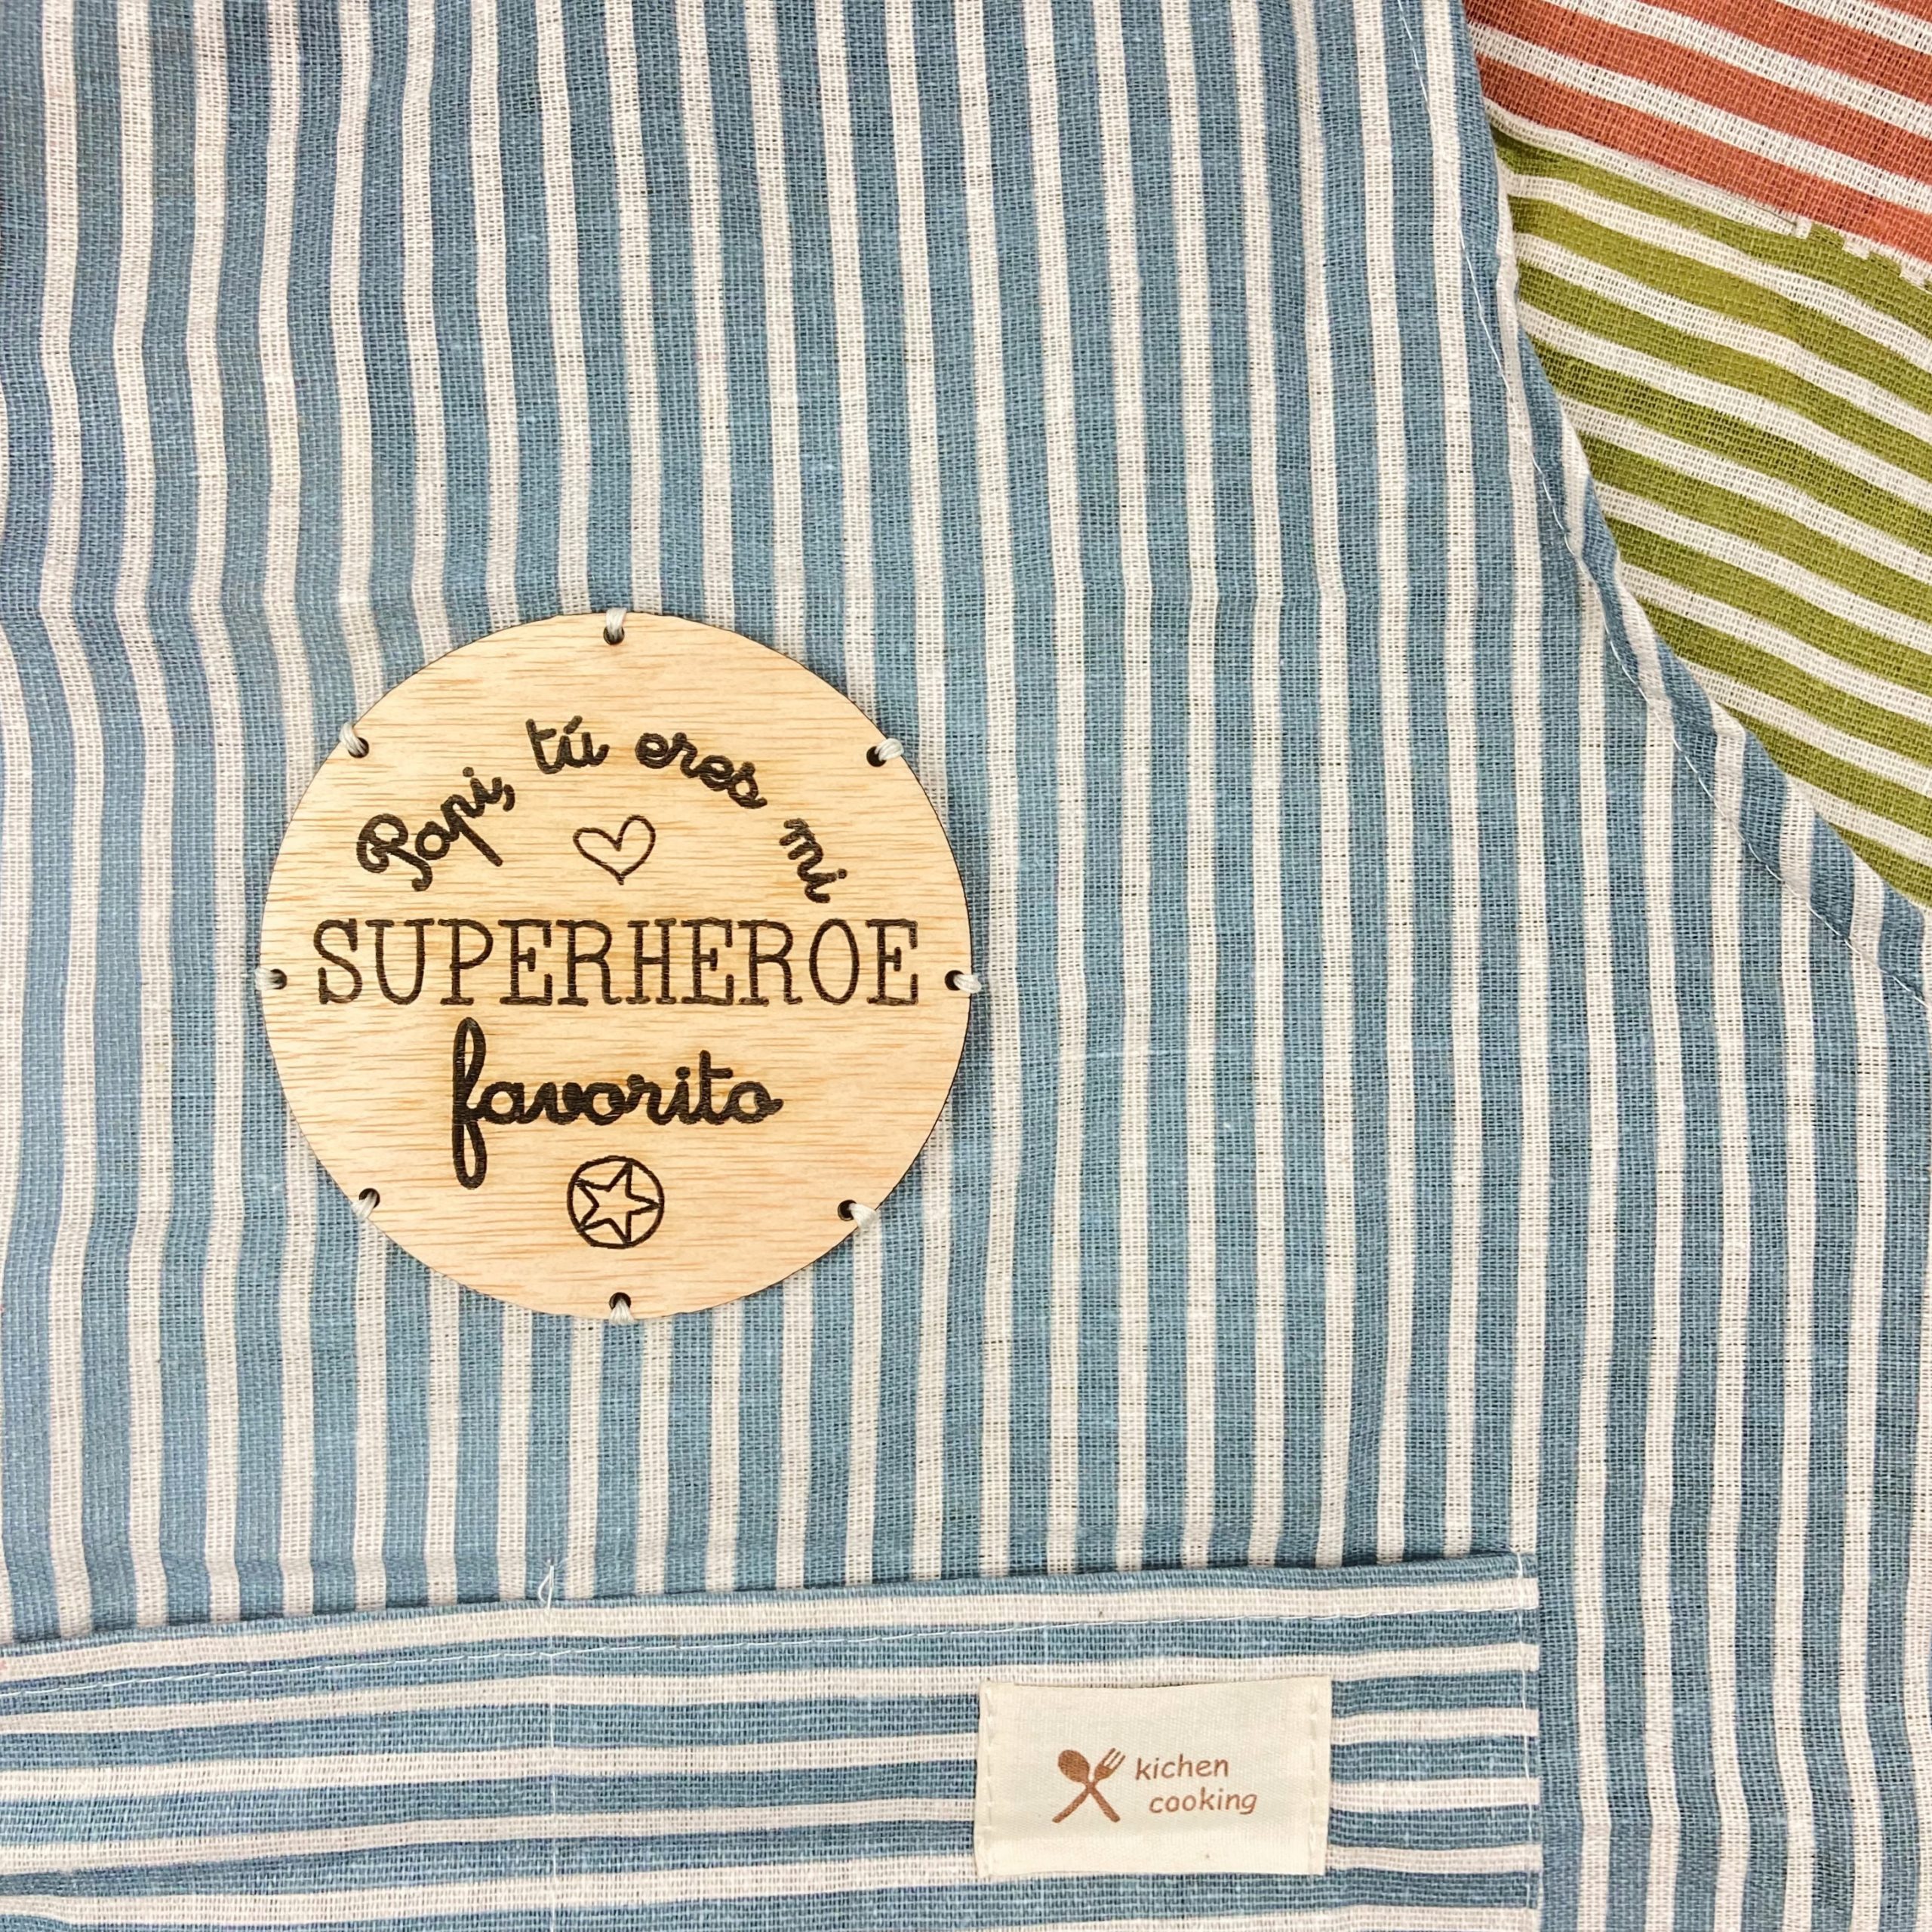 Papi, tú eres mi
SUPERHEROE
favorito
kichen
cooking